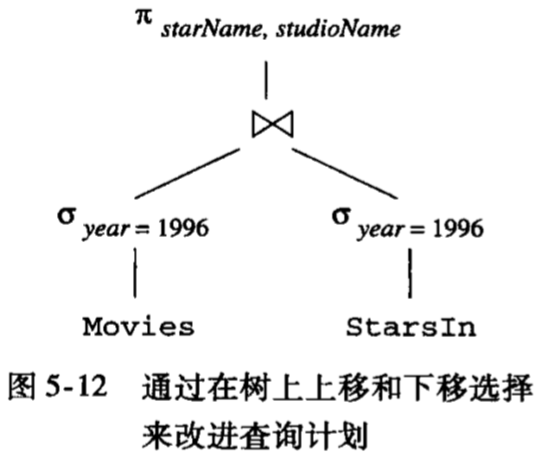 π starName, studioName
⋈
σ year = 1996 σ year = 1996
Movies StarsIn
图 5-12 通过在树上上移和下移选择
来改进查询计划